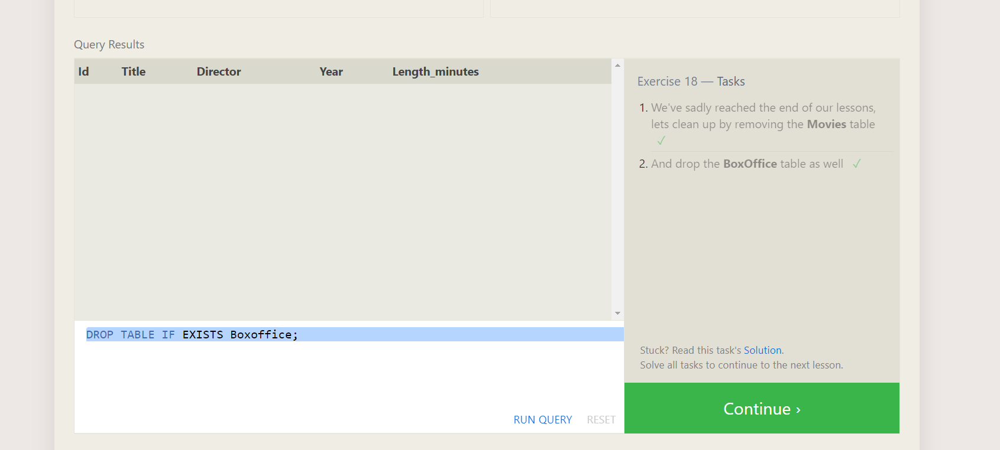 Query Results
Id Title Director Year Length_minutes
Exercise 18 — Tasks
1. We've sadly reached the end of our lessons,
lets clean up by removing the Movies table
✓
2. And drop the BoxOffice table as well ✓
DROP TABLE IF EXISTS Boxoffice;
RUN QUERY RESET
Stuck? Read this task's Solution.
Solve all tasks to continue to the next lesson.
Continue ›